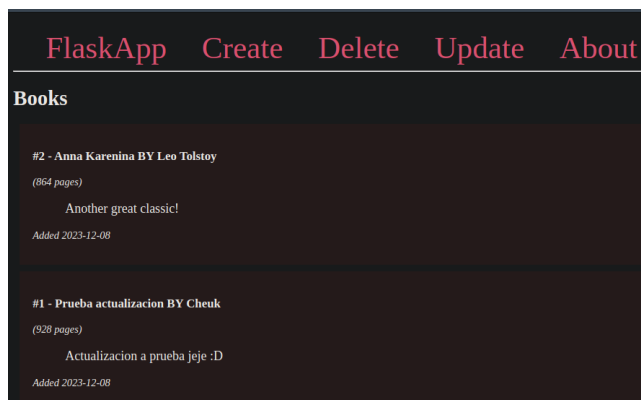 FlaskApp Create Delete Update About
Books
#2 - Anna Karenina BY Leo Tolstoy
(864 pages)
Another great classic!
Added 2023-12-08
#1 - Prueba actualizacion BY Cheuk
(928 pages)
Actualizacion a prueba jeje :D
Added 2023-12-08